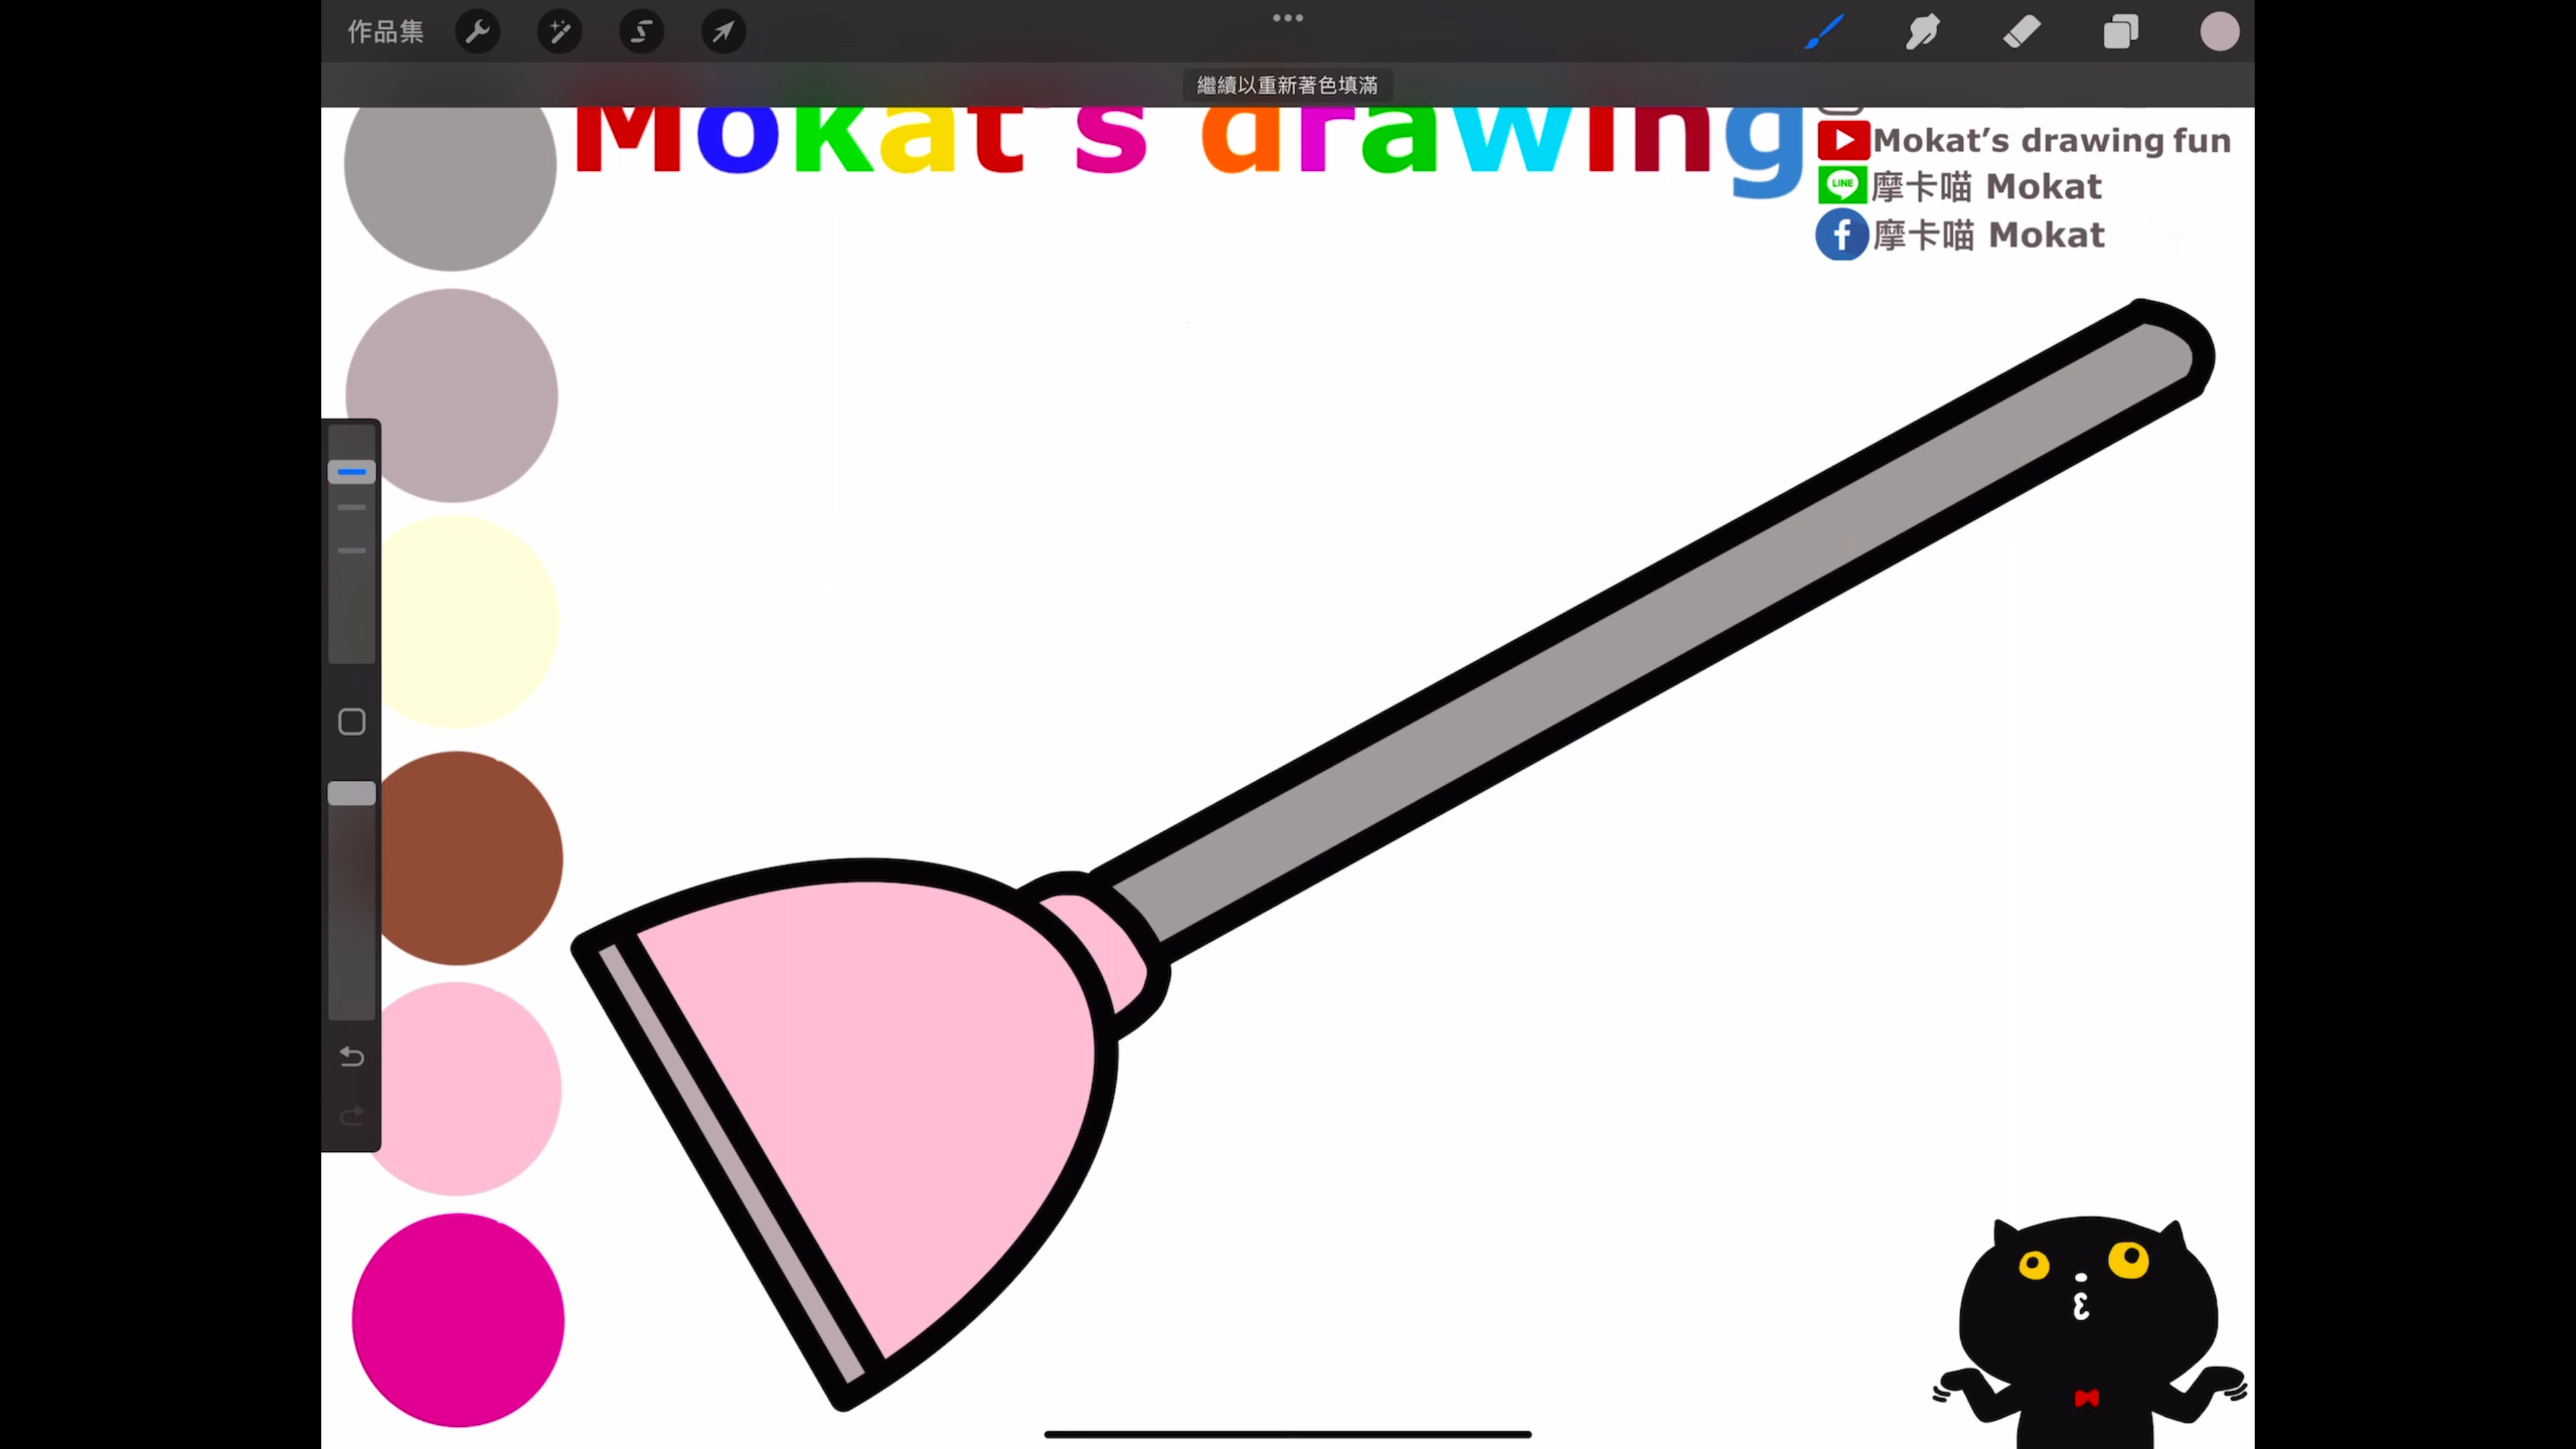 作品集
繼續以重新著色填滿
Mokat's drawing
Mokat’s drawing fun
LINE
摩卡喵 Mokat
f
摩卡喵 Mokat